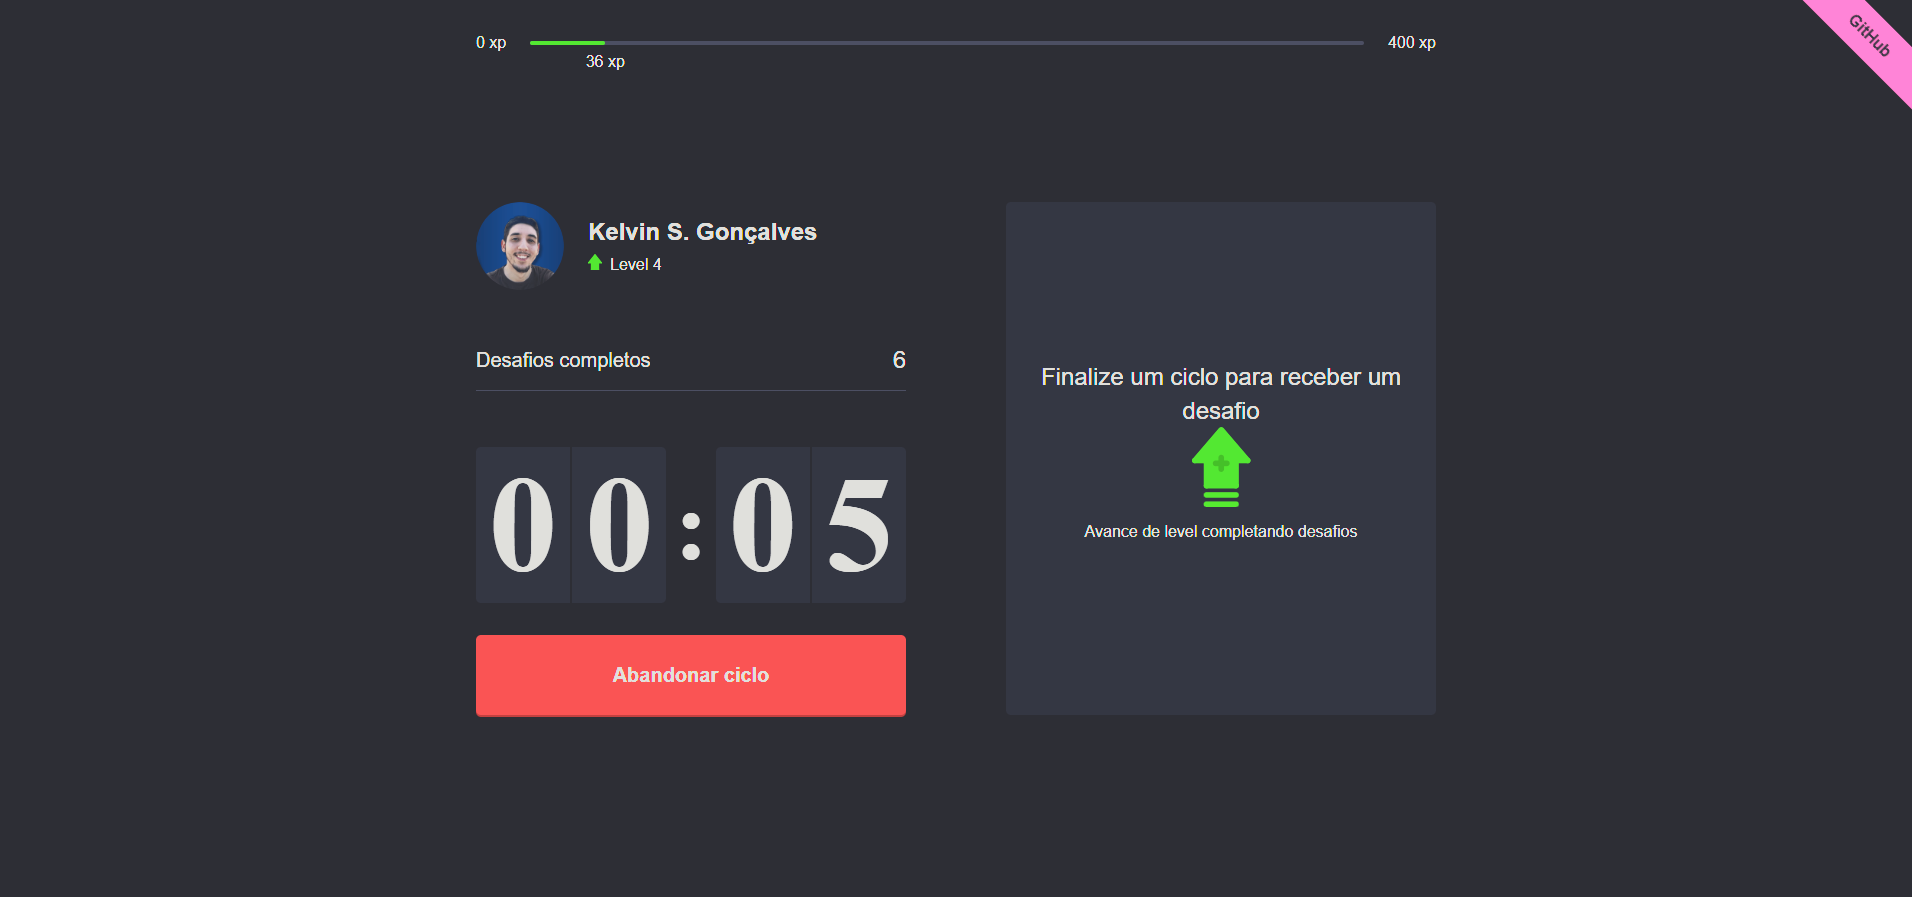 0 xp
36 xp
400 xp
GitHub
Kelvin S. Gonçalves
Level 4
Desafios completos
6
00:05
Abandonar ciclo
Finalize um ciclo para receber um
desafio
Avance de level completando desafios